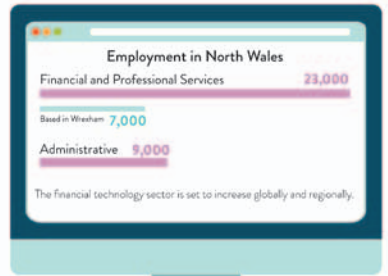 Employment in North Wales
Financial and Professional Services 23,000
Based in Wrexham 7,000
Administrative 9,000
The financial technology sector is set to increase globally and regionally.